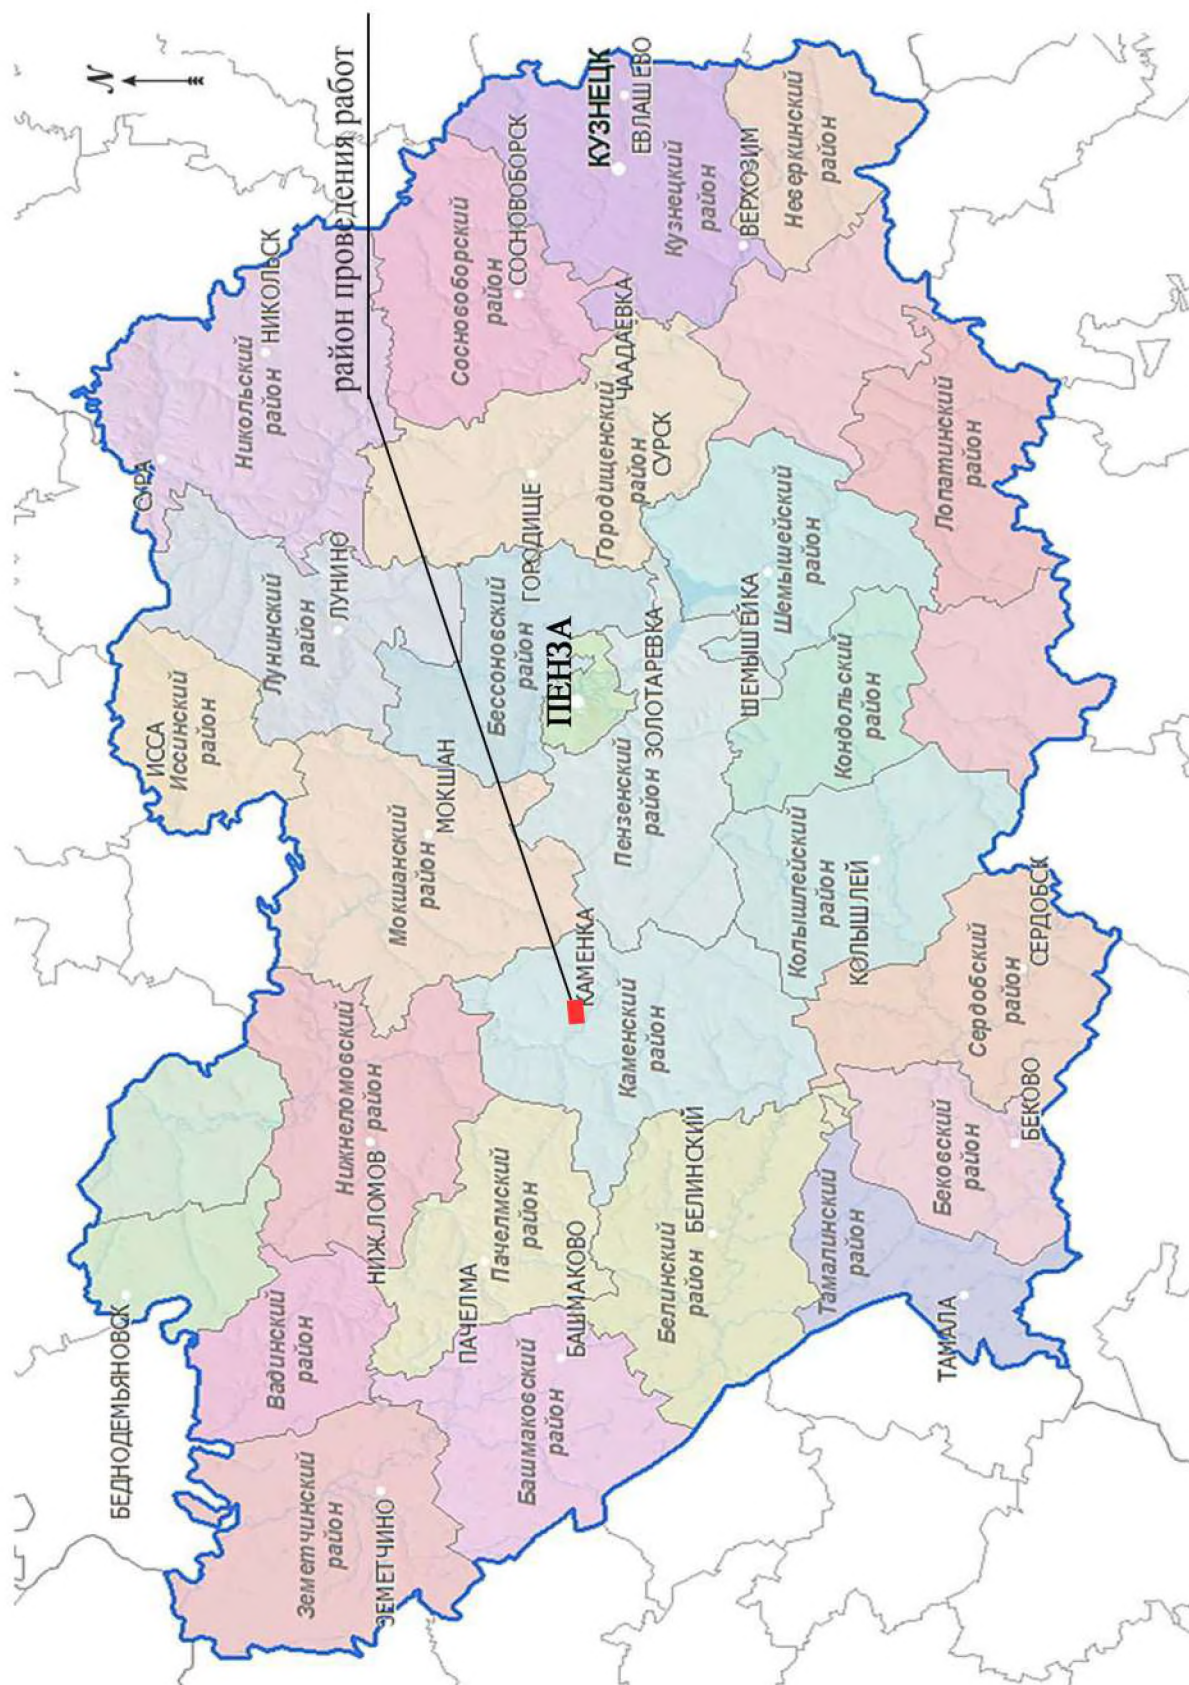 N
район проведения работ
БЕДНОДЕМЬЯНОВСК
ИССА
Иссинский
район
СУРА
Никольский
район
НИКОЛЬСК
Лунинский
район
ЛУНИНО
Вадинский
район
Земетчинский
район
ЗЕМЕТЧИНО
Нижнеломовский
район
НИЖ.ЛОМОВ
Мокшанский
район
МОКШАН
Сосновоборский
район
СОСНОВОБОРСК
Бессоновский
район
ГОРОДИЩЕ
Городищенский
район
ЧААДАЕВКА
СУРСК
КУЗНЕЦК
ЕВЛАШЕВО
Кузнецкий
район
ВЕРХОЗИМ
Неверкинский
район
ПАЧЕЛМА
Пачелмский
район
Башмаковский
район
БАШМАКОВО
КАМЕНКА
Каменский
район
ПЕНЗА
Пензенский
район
ЗОЛОТАРЕВКА
ШЕМЫШЕЙКА
Шемышейский
район
Белинский
район
БЕЛИНСКИЙ
Кондольский
район
Колышлейский
район
КОЛЫШЛЕЙ
Лопатинский
район
Тамалинский
район
ТАМАЛА
Бековский
район
БЕКОВО
Сердобский
район
СЕРДОБСК